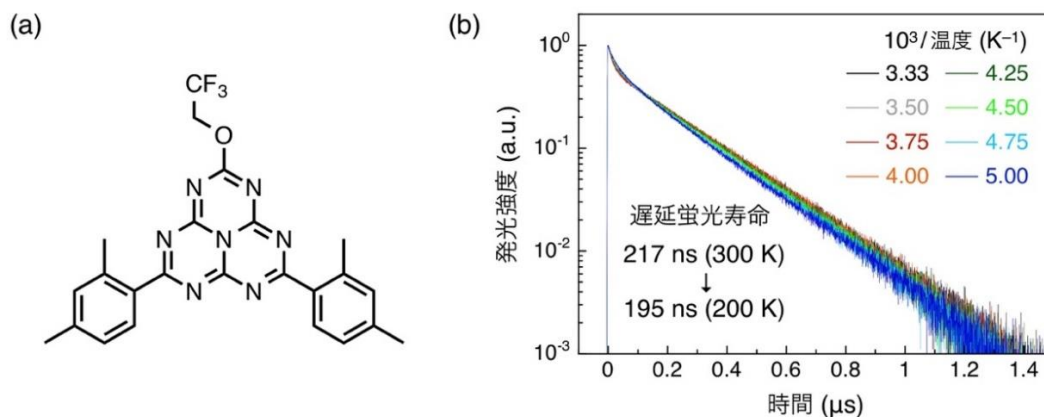 (a)
CF₃
O
N N
N N N
N N
(b)
10³/温度 (K⁻¹)
3.33 4.25
3.50 4.50
3.75 4.75
4.00 5.00
遅延蛍光寿命
217 ns (300 K)
↓
195 ns (200 K)
発光強度 (a.u.)
10⁰
10⁻¹
10⁻²
10⁻³
0 0.2 0.4 0.6 0.8 1 1.2 1.4
時間 (μs)